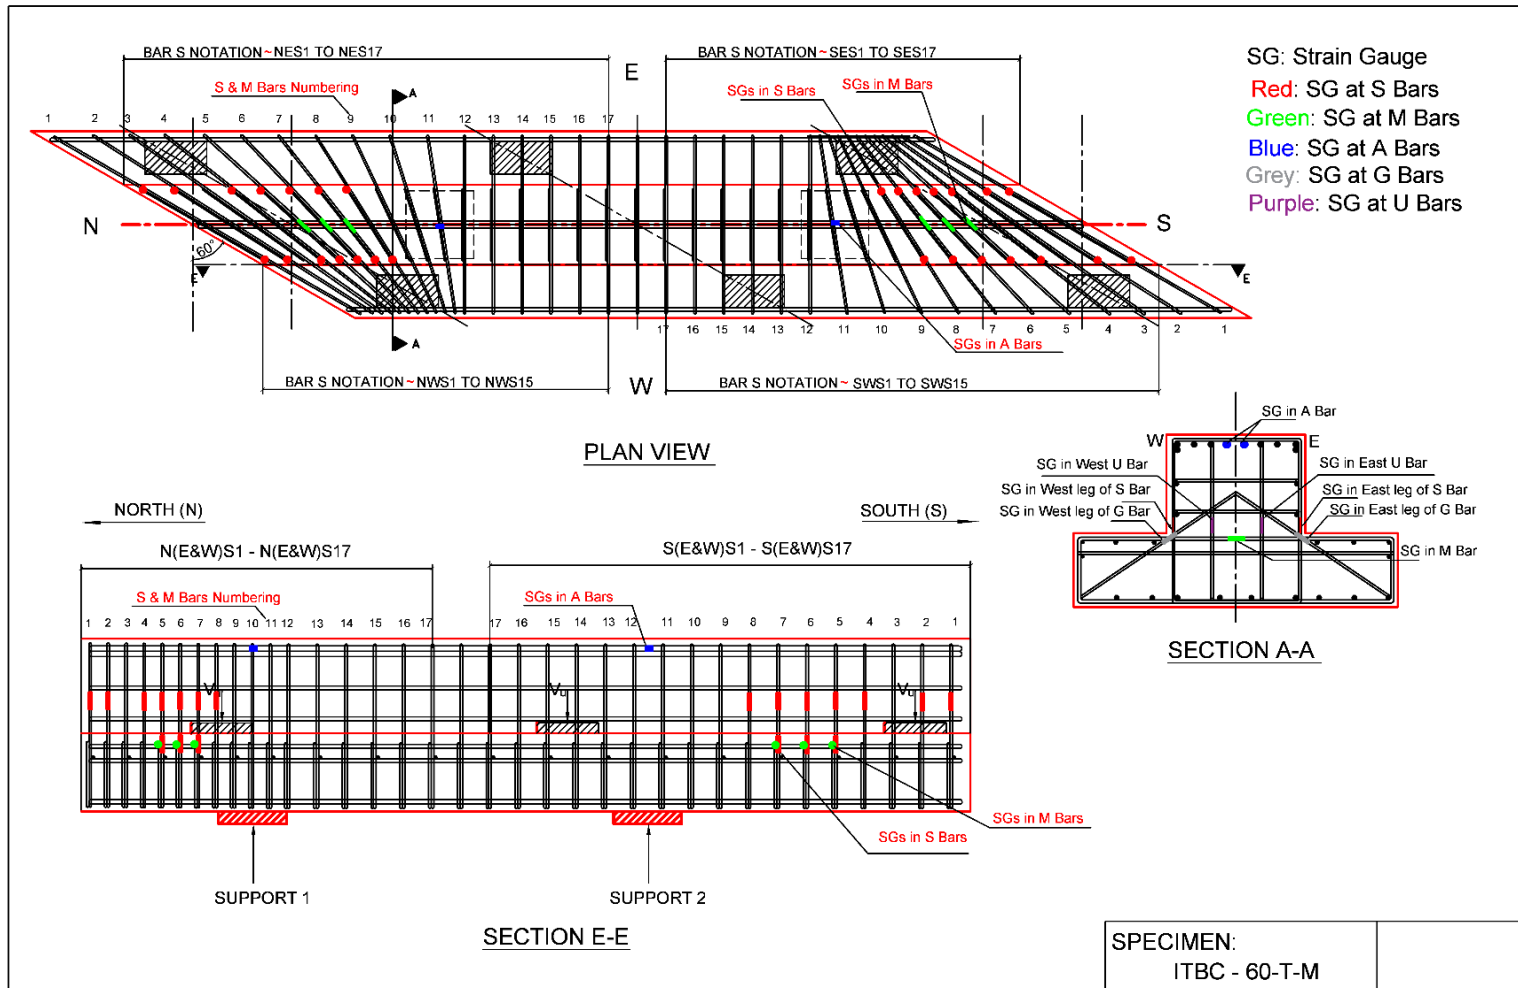 BAR S NOTATION ~ NES1 TO NES17
BAR S NOTATION ~ SES1 TO SES17
E
S & M Bars Numbering
A
SGs in S Bars
SGs in M Bars
1 2 3 4 5 6 7 8 9 10 11 12 13 14 15 16 17
N
S
60°
E
E
A
17 16 15 14 13 12 11 10 9 8 7 6 5 4 3 2 1
SGs in A Bars
BAR S NOTATION ~ NWS1 TO NWS15
W
BAR S NOTATION ~ SWS1 TO SWS15
PLAN VIEW
SG: Strain Gauge
Red: SG at S Bars
Green: SG at M Bars
Blue: SG at A Bars
Grey: SG at G Bars
Purple: SG at U Bars
SG in A Bar
W
E
SG in West U Bar
SG in East U Bar
SG in West leg of S Bar
SG in East leg of S Bar
SG in West leg of G Bar
SG in East leg of G Bar
SG in M Bar
SECTION A-A
NORTH (N)
SOUTH (S)
N(E&W)S1 - N(E&W)S17
S(E&W)S1 - S(E&W)S17
S & M Bars Numbering
SGs in A Bars
1 2 3 4 5 6 7 8 9 10 11 12 13 14 15 16 17
17 16 15 14 13 12 11 10 9 8 7 6 5 4 3 2 1
Vu
Vu
SGs in M Bars
SGs in S Bars
SUPPORT 1
SUPPORT 2
SECTION E-E
SPECIMEN:
ITBC - 60-T-M